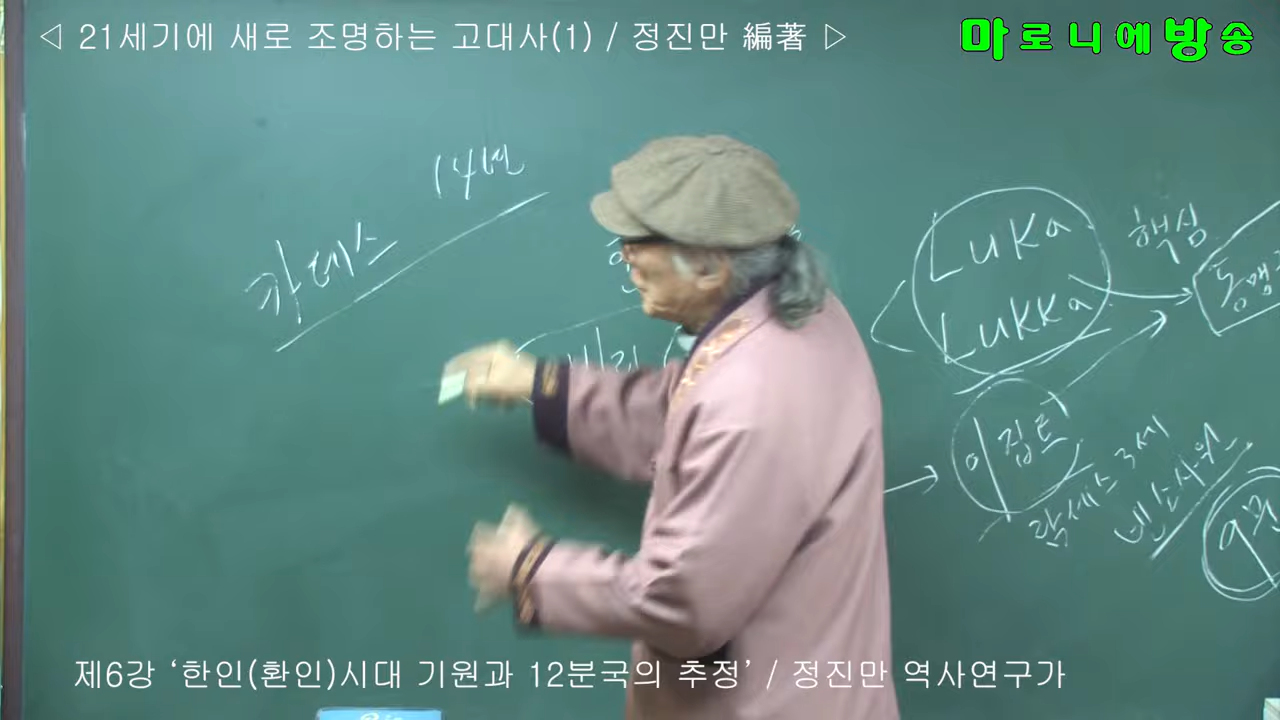 ◁ 21세기에 새로 조명하는 고대사(1) / 정진만 編著 ▷
마로니에방송
14년
카데스
LuKa
LuKKa
핵심
동맹
이집트
람세스 3세
제6강 ‘한인(환인)시대 기원과 12분국의 추정’ / 정진만 역사연구가